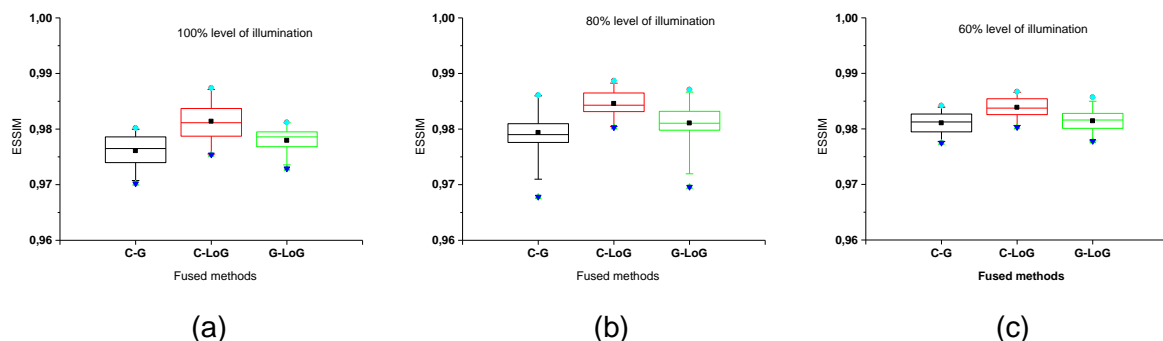 1,00
0,99
0,98
0,97
0,96
ESSIM
100% level of illumination
C-G C-LoG G-LoG
Fused methods
(a)
1,00
0,99
0,98
0,97
0,96
ESSIM
80% level of illumination
C-G C-LoG G-LoG
Fused methods
(b)
1,00
0,99
0,98
0,97
0,96
ESSIM
60% level of illumination
C-G C-LoG G-LoG
Fused methods
(c)